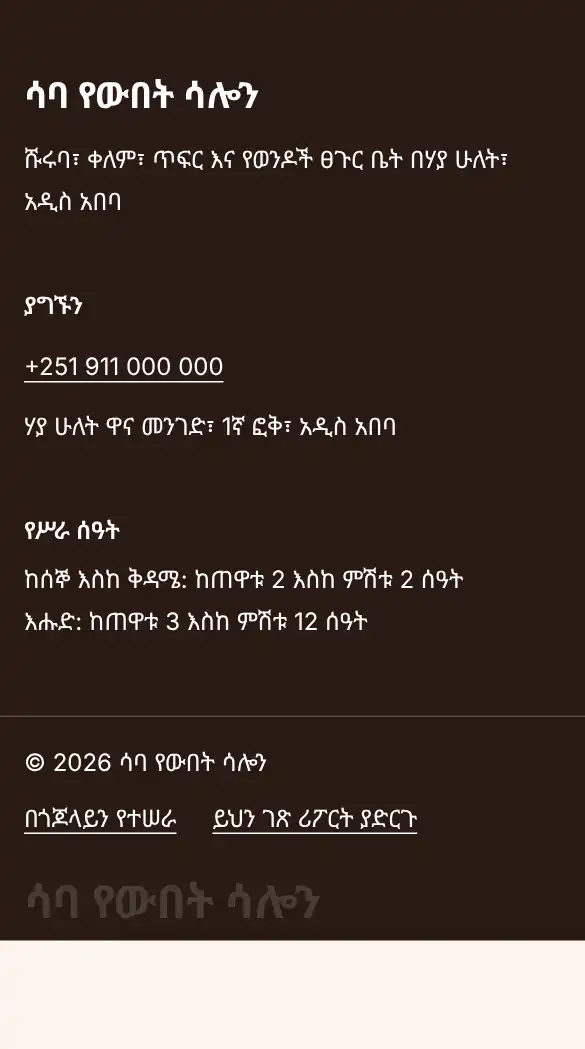 ሳባ የውበት ሳሎን
ሹሩባ፣ ቀለም፣ ጥፍር እና የወንዶች ፀጉር ቤት በሃያ ሁለት፣
አዲስ አበባ
ያግኙን
+251 911 000 000
ሃያ ሁለት ዋና መንገድ፣ 1ኛ ፎቅ፣ አዲስ አበባ
የሥራ ሰዓት
ከሰኞ እስከ ቅዳሜ: ከጠዋቱ 2 እስከ ምሽቱ 2 ሰዓት
እሑድ: ከጠዋቱ 3 እስከ ምሽቱ 12 ሰዓት
© 2026 ሳባ የውበት ሳሎን
በጎጆላይን የተሠራ ይህን ገጽ ሪፖርት ያድርጉ
ሳባ የውበት ሳሎን